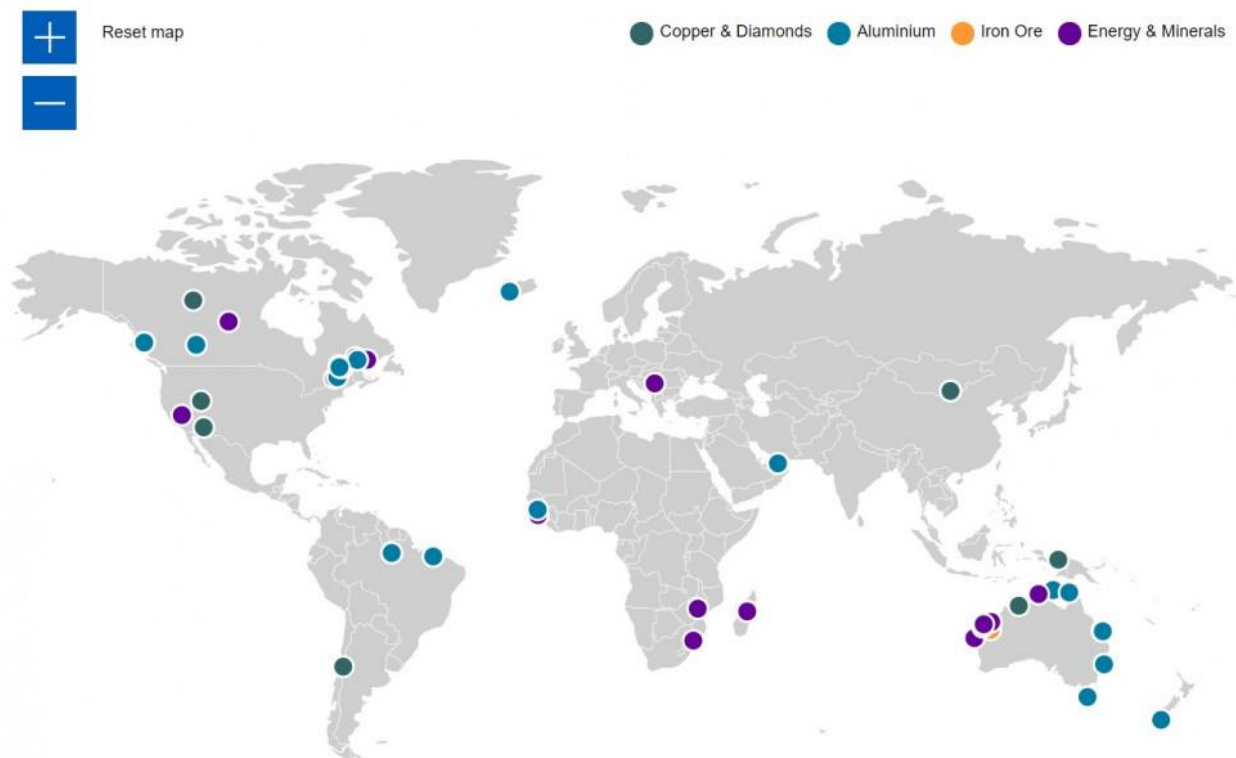 Reset map
Copper & Diamonds
Aluminium
Iron Ore
Energy & Minerals